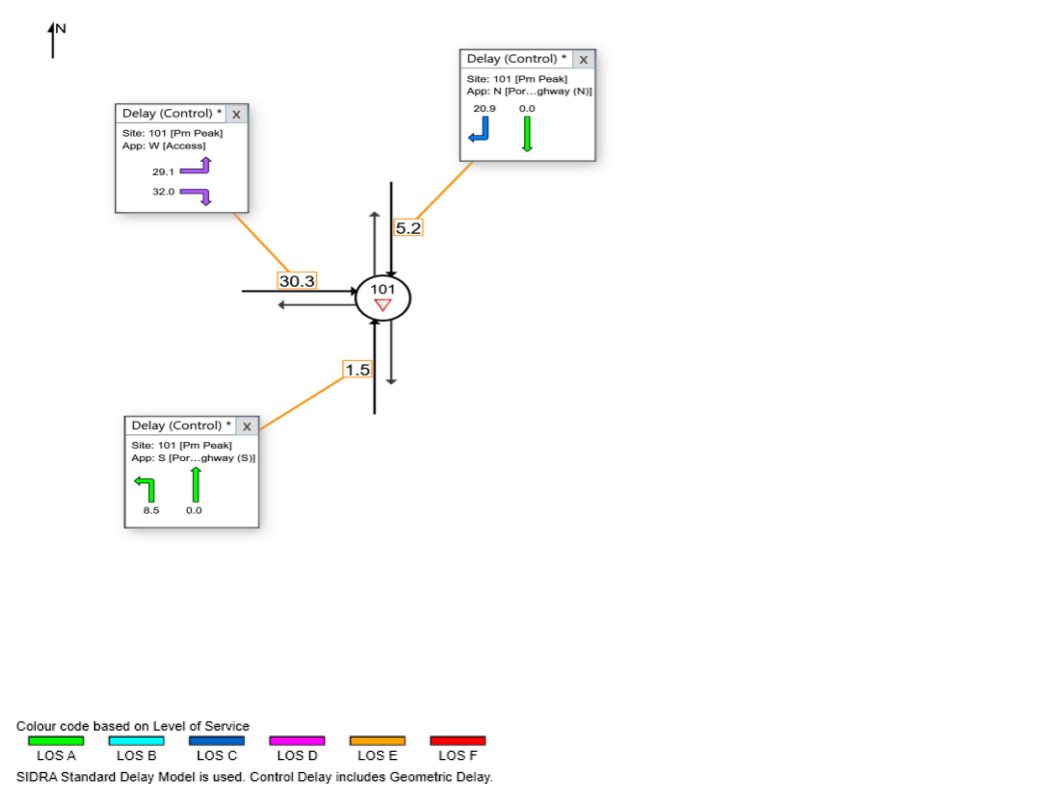 N
Delay (Control) * x
Site: 101 [Pm Peak]
App: N [Por...ghway (N)]
20.9 0.0
Delay (Control) * x
Site: 101 [Pm Peak]
App: W [Access]
29.1
32.0
5.2
30.3
101
1.5
Delay (Control) * x
Site: 101 [Pm Peak]
App: S [Por...ghway (S)]
8.5 0.0
Colour code based on Level of Service
LOS A LOS B LOS C LOS D LOS E LOS F
SIDRA Standard Delay Model is used. Control Delay includes Geometric Delay.